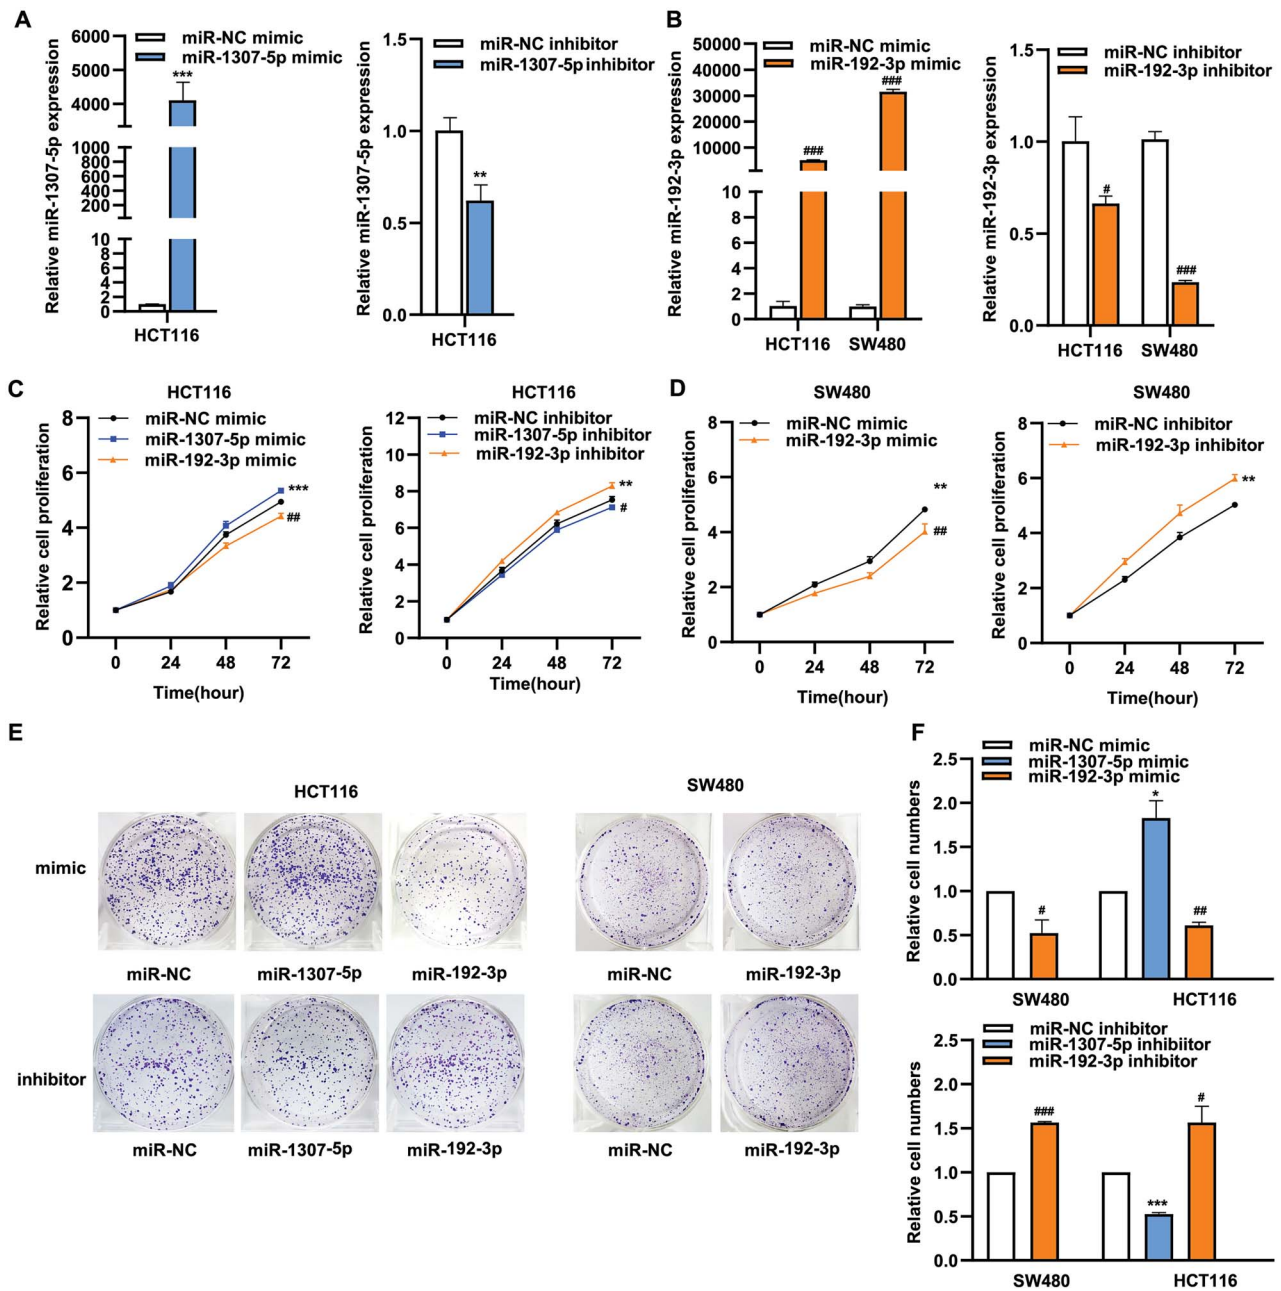 A
Relative miR-1307-5p expression
6000
5000
4000
1000
800
600
400
200
10
8
6
4
2
0
miR-NC mimic
miR-1307-5p mimic
***
HCT116
Relative miR-1307-5p expression
1.5
1.0
0.5
0.0
miR-NC inhibitor
miR-1307-5p inhibitor
**
HCT116
B
Relative miR-192-3p expression
50000
40000
30000
20000
10000
10
8
6
4
2
0
miR-NC mimic
miR-192-3p mimic
###
###
HCT116 SW480
Relative miR-192-3p expression
1.5
1.0
0.5
0.0
miR-NC inhibitor
miR-192-3p inhibitor
#
###
HCT116 SW480
C
HCT116
Relative cell proliferation
8
6
4
2
0
miR-NC mimic
miR-1307-5p mimic
miR-192-3p mimic
***
##
0 24 48 72
Time(hour)
HCT116
Relative cell proliferation
12
10
8
6
4
2
0
miR-NC inhibitor
miR-1307-5p inhibitor
miR-192-3p inhibitor
**
#
0 24 48 72
Time(hour)
D
SW480
Relative cell proliferation
8
6
4
2
0
miR-NC mimic
miR-192-3p mimic
**
##
0 24 48 72
Time(hour)
SW480
Relative cell proliferation
8
6
4
2
0
miR-NC inhibitor
miR-192-3p inhibitor
**
0 24 48 72
Time(hour)
E
HCT116 SW480
mimic
miR-NC miR-1307-5p miR-192-3p miR-NC miR-192-3p
inhibitor
miR-NC miR-1307-5p miR-192-3p miR-NC miR-192-3p
F
Relative cell numbers
2.5
2.0
1.5
1.0
0.5
0.0
miR-NC mimic
miR-1307-5p mimic
miR-192-3p mimic
#
*
##
SW480 HCT116
Relative cell numbers
2.5
2.0
1.5
1.0
0.5
0.0
miR-NC inhibitor
miR-1307-5p inhibiitor
miR-192-3p inhibitor
###
***
#
SW480 HCT116